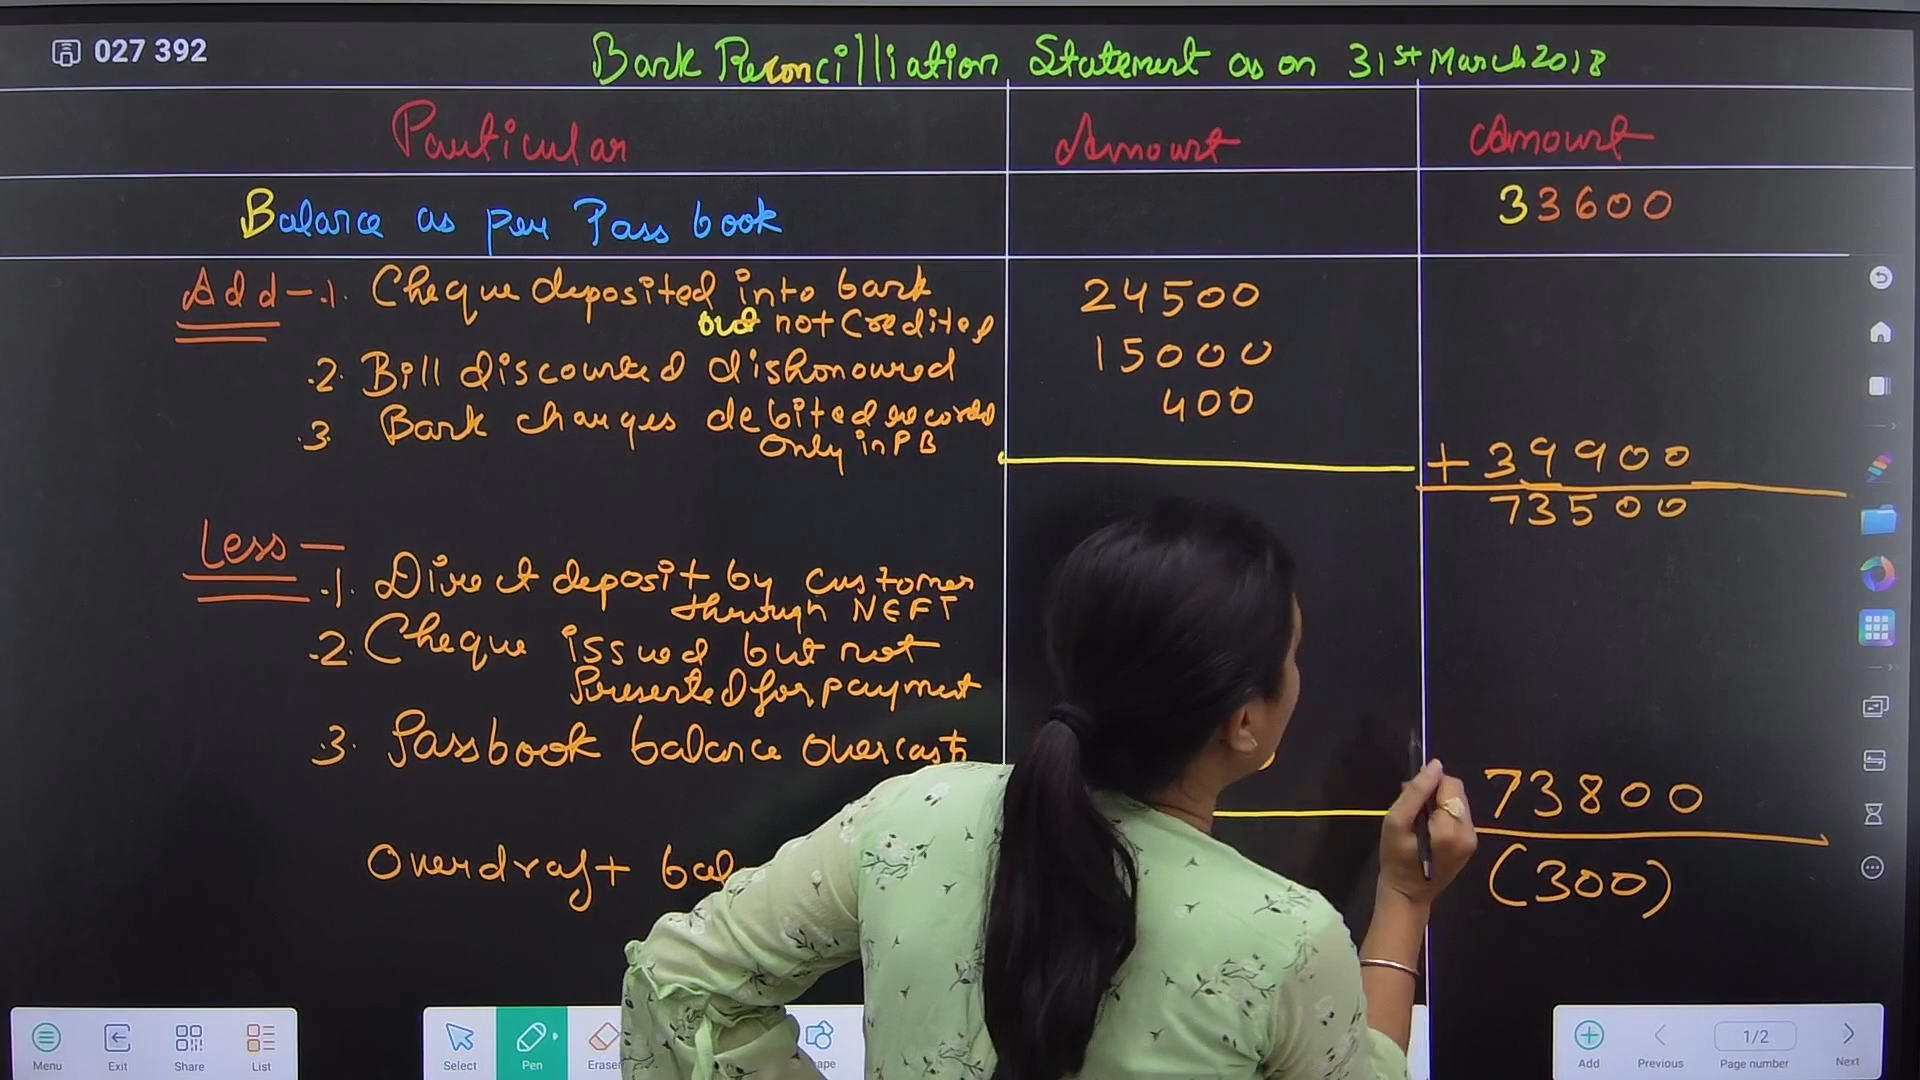 027 392
Bank Reconcilliation Statement as on 31st March 2018
Particular Amount Amount
Balance as per Pass book 33600
Add - .1. Cheque deposited into bank 24500
but not Credited
.2. Bill discounted dishonoured 15000
.3 Bank charges debited records 400
Only in PB
+ 39900
73500
Less -
.1. Direct deposit by customer
through NEFT
.2. Cheque issued but not
Presented for payment
.3. Passbook balance overcasts
73800
Overdraft (300)
Menu Exit Share List
Select Pen
Add Previous 1/2 Page number Next